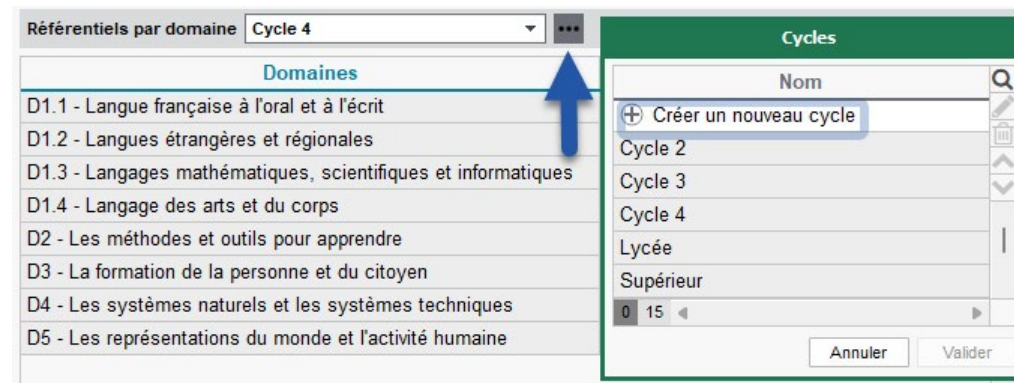 Référentiels par domaine Cycle 4
Domaines
D1.1 - Langue française à l'oral et à l'écrit
D1.2 - Langues étrangères et régionales
D1.3 - Langages mathématiques, scientifiques et informatiques
D1.4 - Langage des arts et du corps
D2 - Les méthodes et outils pour apprendre
D3 - La formation de la personne et du citoyen
D4 - Les systèmes naturels et les systèmes techniques
D5 - Les représentations du monde et l'activité humaine
Cycles
Nom
Créer un nouveau cycle
Cycle 2
Cycle 3
Cycle 4
Lycée
Supérieur
0 15
Annuler Valider